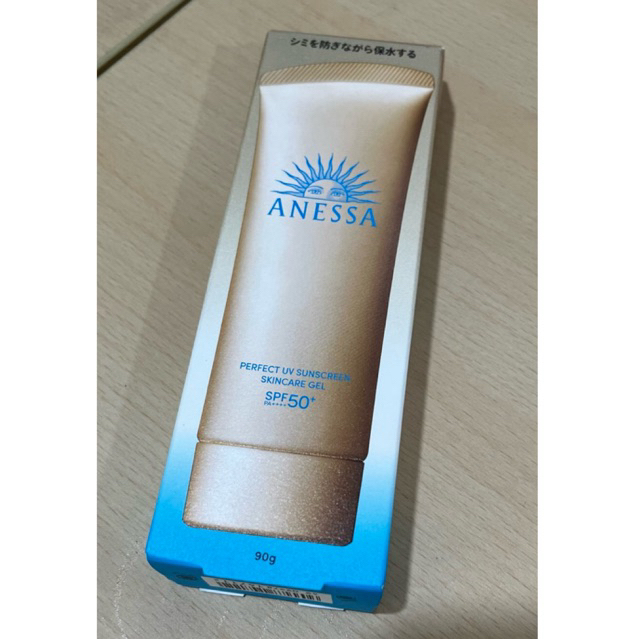 シミを防ぎながら保水する
ANESSA
PERFECT UV SUNSCREEN
SKINCARE GEL
SPF50+
PA++++
90g